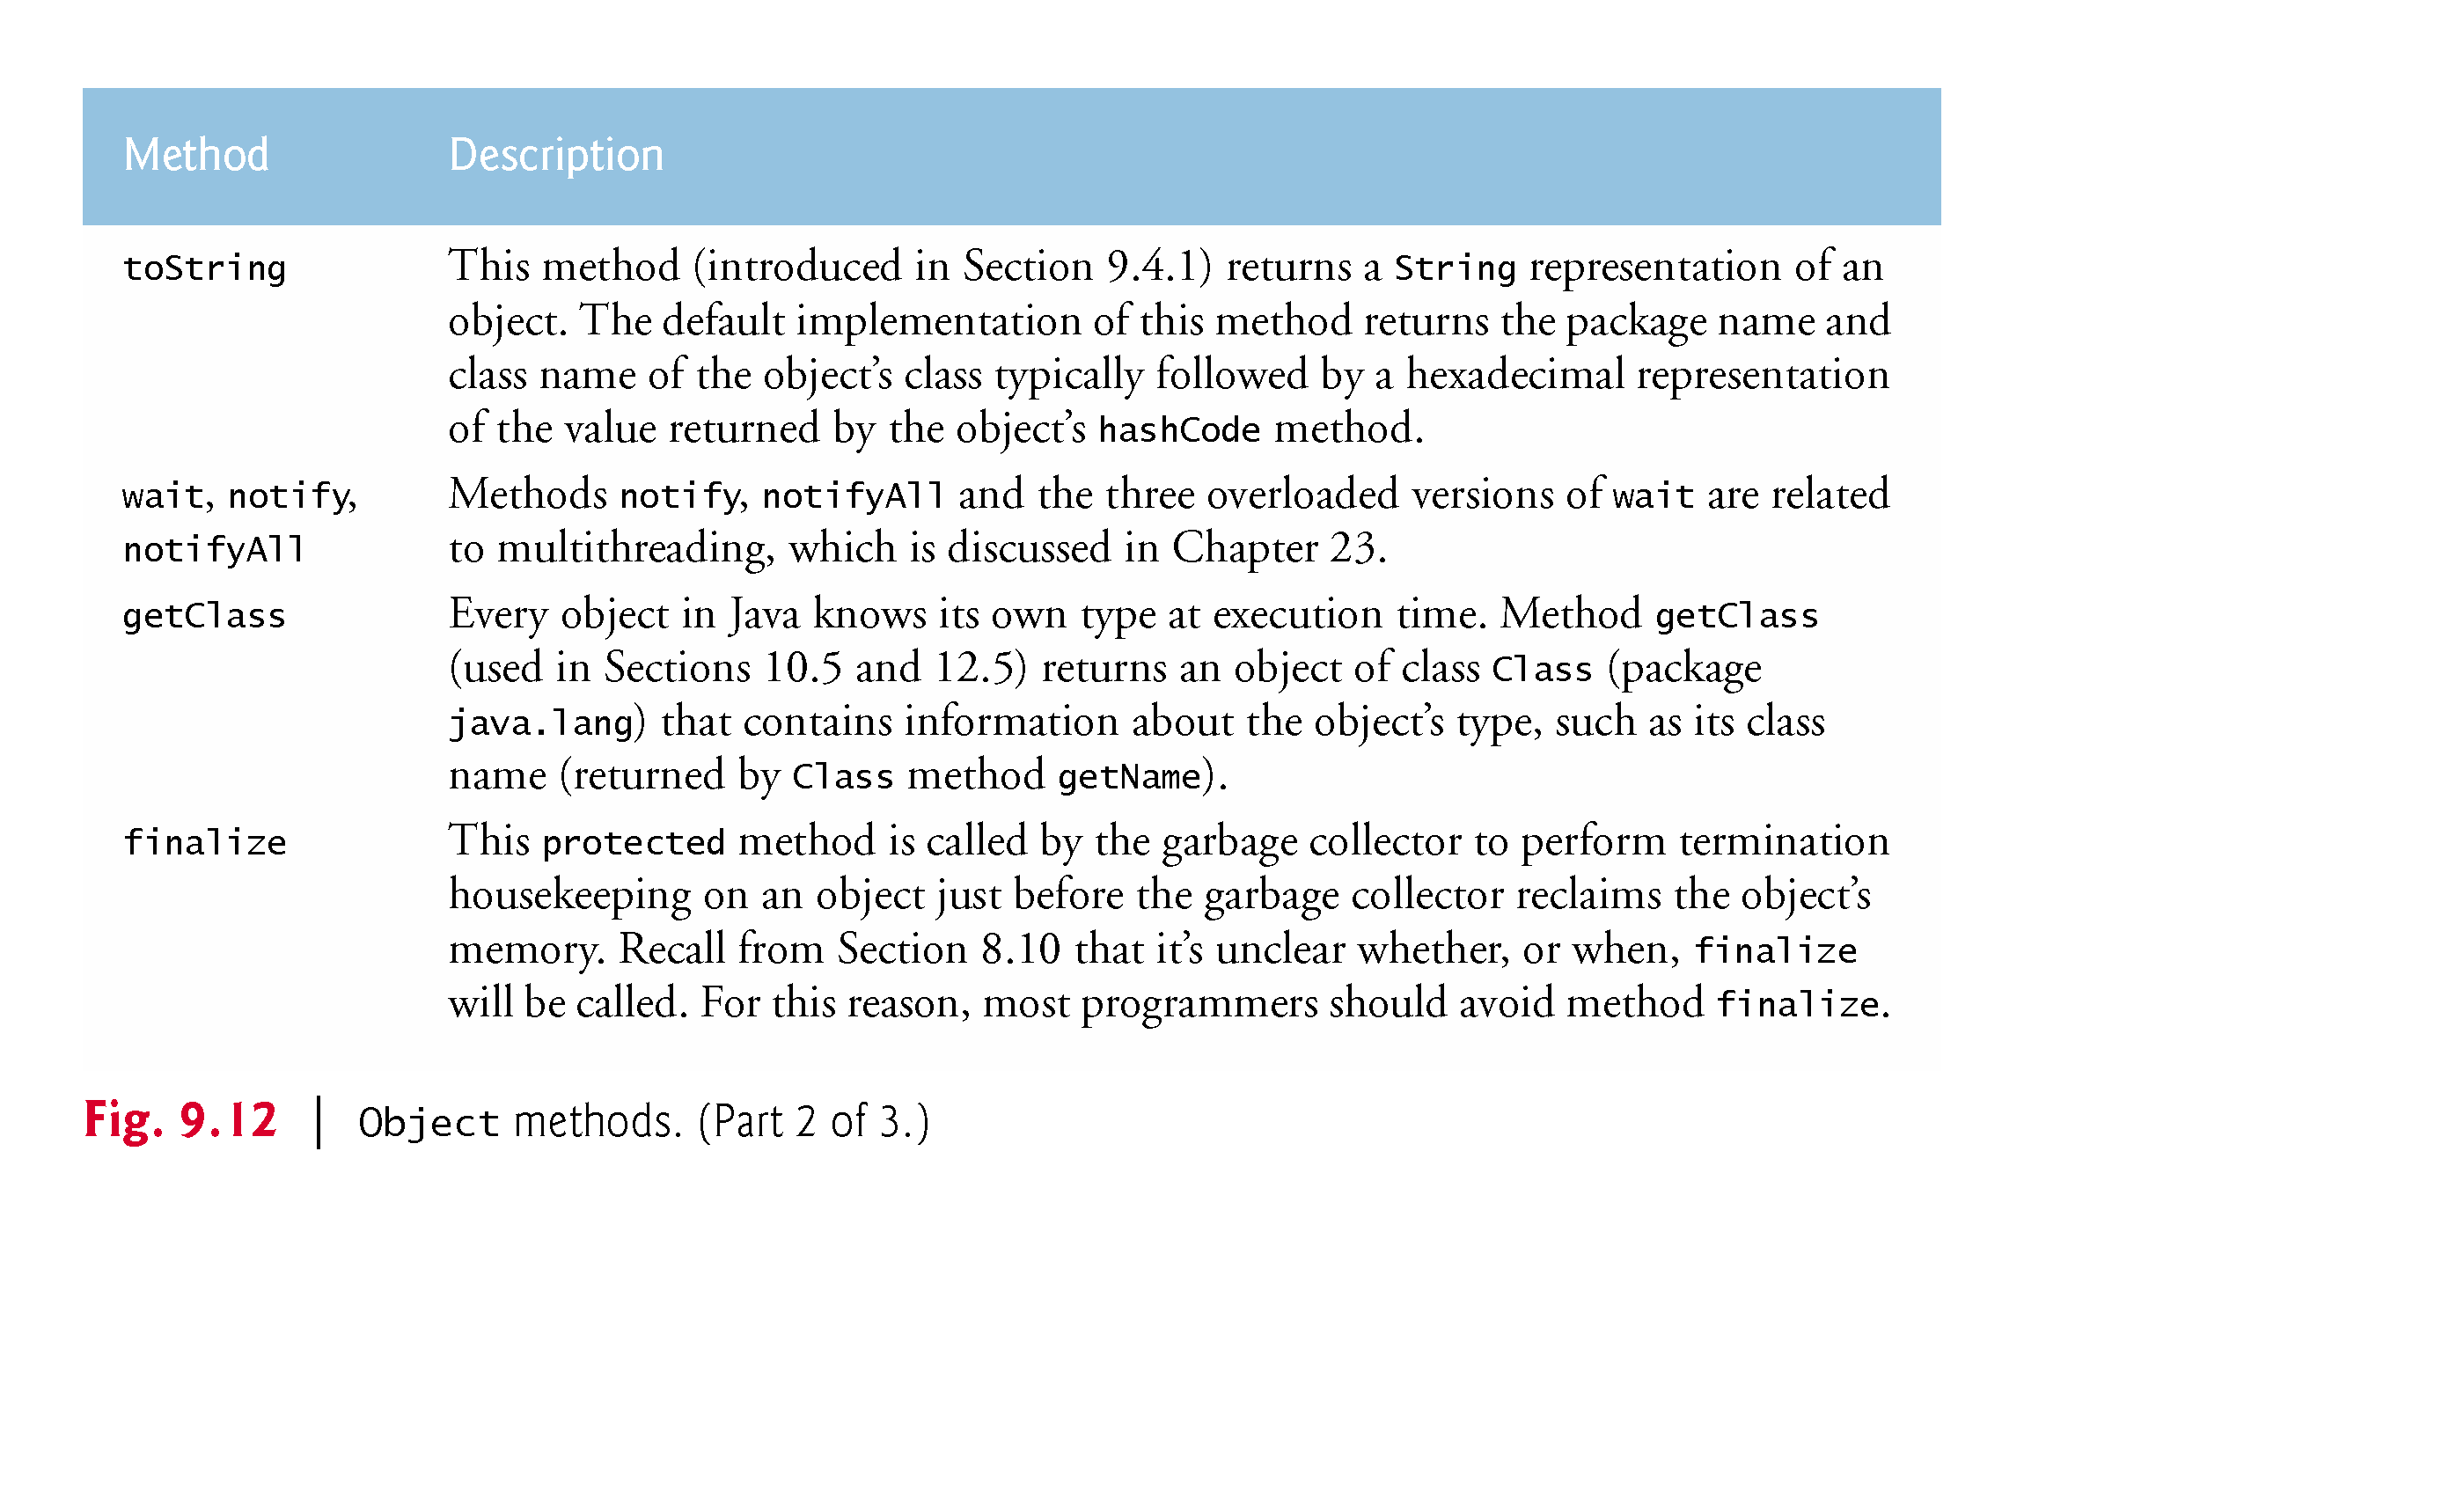 Method Description
toString This method (introduced in Section 9.4.1) returns a String representation of an
object. The default implementation of this method returns the package name and
class name of the object’s class typically followed by a hexadecimal representation
of the value returned by the object’s hashCode method.
wait, notify, Methods notify, notifyAll and the three overloaded versions of wait are related
notifyAll to multithreading, which is discussed in Chapter 23.
getClass Every object in Java knows its own type at execution time. Method getClass
(used in Sections 10.5 and 12.5) returns an object of class Class (package
java.lang) that contains information about the object’s type, such as its class
name (returned by Class method getName).
finalize This protected method is called by the garbage collector to perform termination
housekeeping on an object just before the garbage collector reclaims the object’s
memory. Recall from Section 8.10 that it’s unclear whether, or when, finalize
will be called. For this reason, most programmers should avoid method finalize.
Fig. 9.12 | Object methods. (Part 2 of 3.)